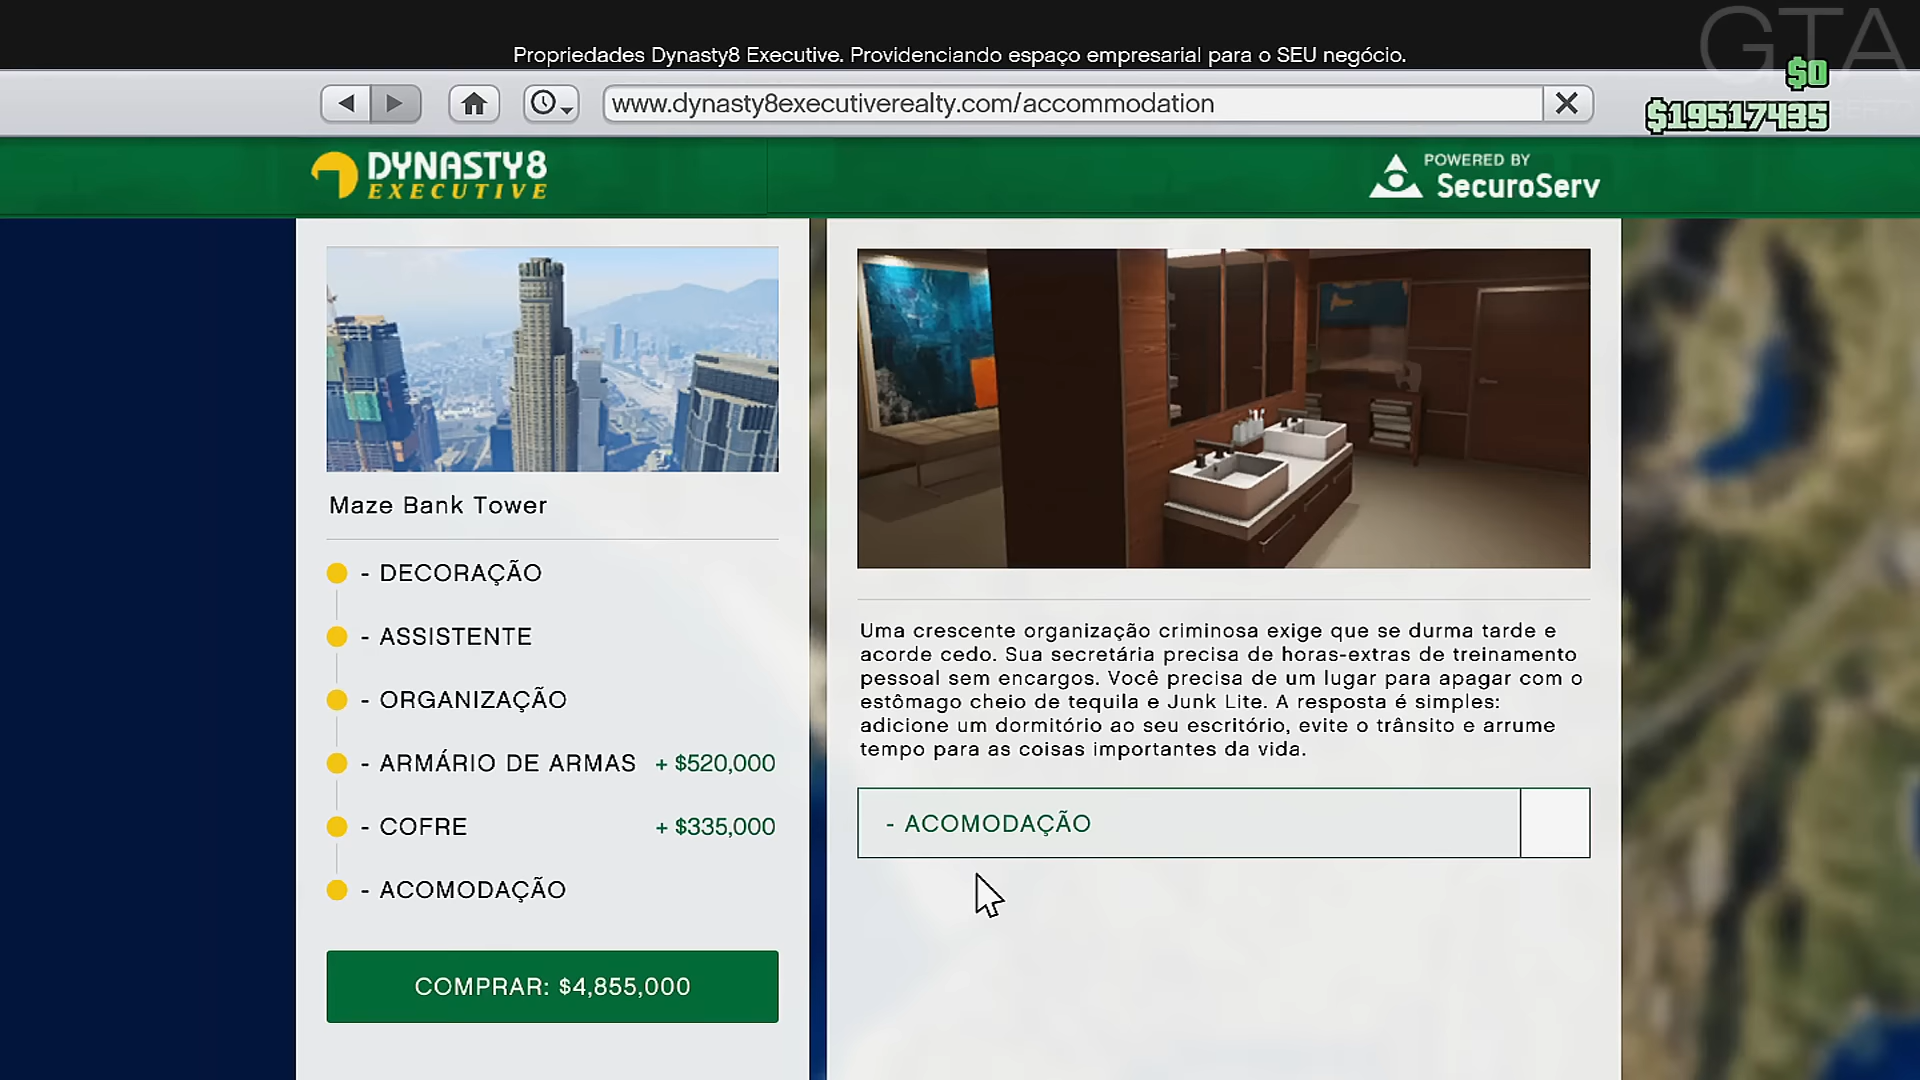 GTA
Propriedades Dynasty8 Executive. Providenciando espaço empresarial para o SEU negócio.
$0
www.dynasty8executiverealty.com/accommodation
$19517435
DYNASTY8
EXECUTIVE
POWERED BY
SecuroServ
Maze Bank Tower
- DECORAÇÃO
- ASSISTENTE
- ORGANIZAÇÃO
- ARMÁRIO DE ARMAS + $520,000
- COFRE + $335,000
- ACOMODAÇÃO
COMPRAR: $4,855,000
Uma crescente organização criminosa exige que se durma tarde e
acorde cedo. Sua secretária precisa de horas-extras de treinamento
pessoal sem encargos. Você precisa de um lugar para apagar com o
estômago cheio de tequila e Junk Lite. A resposta é simples:
adicione um dormitório ao seu escritório, evite o trânsito e arrume
tempo para as coisas importantes da vida.
- ACOMODAÇÃO